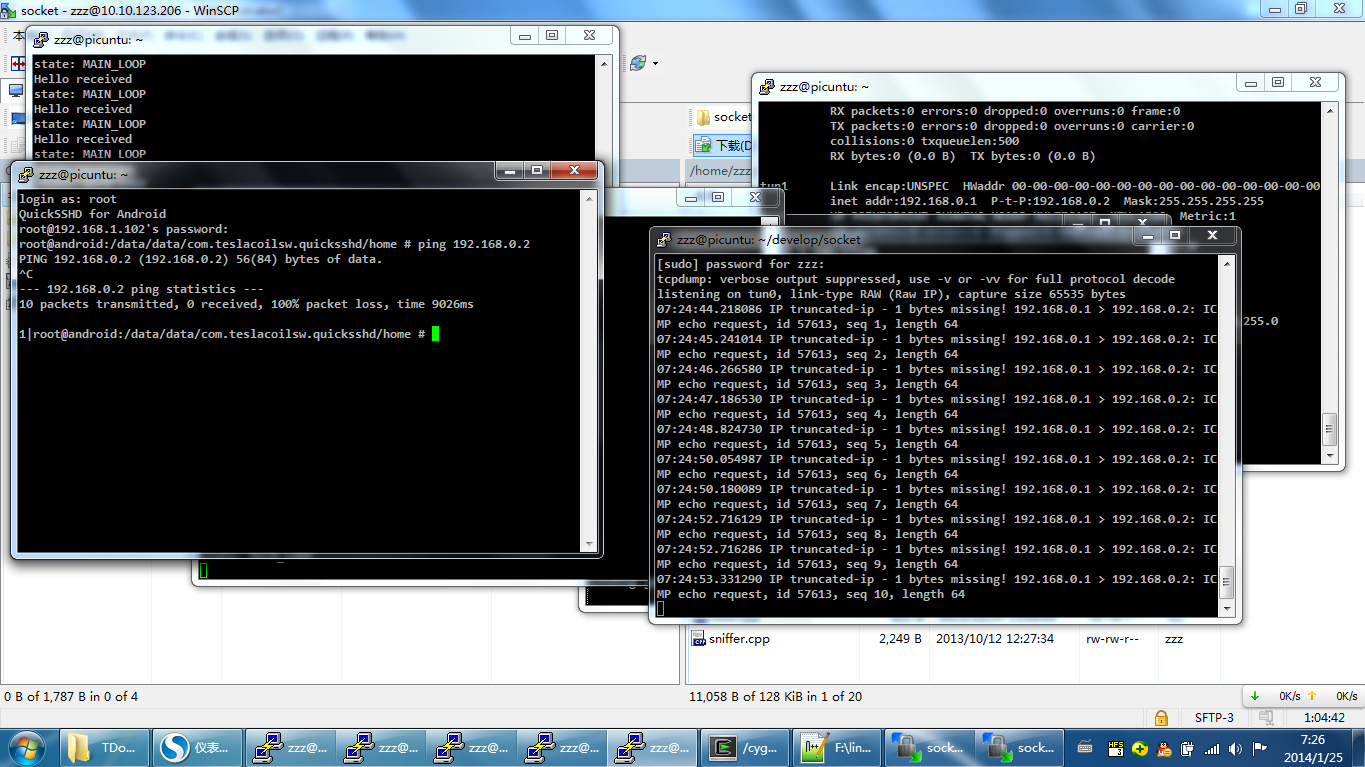 socket - zzz@10.10.123.206 - WinSCP
zzz@picuntu: ~
state: MAIN_LOOP
Hello received
state: MAIN_LOOP
Hello received
state: MAIN_LOOP
Hello received
state: MAIN_LOOP
zzz@picuntu: ~
login as: root
QuickSSHD for Android
root@192.168.1.102's password:
root@android:/data/data/com.teslacoilsw.quicksshd/home # ping 192.168.0.2
PING 192.168.0.2 (192.168.0.2) 56(84) bytes of data.
^C
--- 192.168.0.2 ping statistics ---
10 packets transmitted, 0 received, 100% packet loss, time 9026ms
1|root@android:/data/data/com.teslacoilsw.quicksshd/home #
socket
下载(D
/home/zzz
zzz@picuntu: ~
RX packets:0 errors:0 dropped:0 overruns:0 frame:0
TX packets:0 errors:0 dropped:0 overruns:0 carrier:0
collisions:0 txqueuelen:500
RX bytes:0 (0.0 B)  TX bytes:0 (0.0 B)
tun1 Link encap:UNSPEC  HWaddr 00-00-00-00-00-00-00-00-00-00-00-00-00
inet addr:192.168.0.1  P-t-P:192.168.0.2  Mask:255.255.255.255
Metric:1
255.0
zzz@picuntu: ~/develop/socket
[sudo] password for zzz:
tcpdump: verbose output suppressed, use -v or -vv for full protocol decode
listening on tun0, link-type RAW (Raw IP), capture size 65535 bytes
07:24:44.218086 IP truncated-ip - 1 bytes missing! 192.168.0.1 > 192.168.0.2: IC
MP echo request, id 57613, seq 1, length 64
07:24:45.241014 IP truncated-ip - 1 bytes missing! 192.168.0.1 > 192.168.0.2: IC
MP echo request, id 57613, seq 2, length 64
07:24:46.266580 IP truncated-ip - 1 bytes missing! 192.168.0.1 > 192.168.0.2: IC
MP echo request, id 57613, seq 3, length 64
07:24:47.186530 IP truncated-ip - 1 bytes missing! 192.168.0.1 > 192.168.0.2: IC
MP echo request, id 57613, seq 4, length 64
07:24:48.824730 IP truncated-ip - 1 bytes missing! 192.168.0.1 > 192.168.0.2: IC
MP echo request, id 57613, seq 5, length 64
07:24:50.054987 IP truncated-ip - 1 bytes missing! 192.168.0.1 > 192.168.0.2: IC
MP echo request, id 57613, seq 6, length 64
07:24:50.180089 IP truncated-ip - 1 bytes missing! 192.168.0.1 > 192.168.0.2: IC
MP echo request, id 57613, seq 7, length 64
07:24:52.716129 IP truncated-ip - 1 bytes missing! 192.168.0.1 > 192.168.0.2: IC
MP echo request, id 57613, seq 8, length 64
07:24:52.716286 IP truncated-ip - 1 bytes missing! 192.168.0.1 > 192.168.0.2: IC
MP echo request, id 57613, seq 9, length 64
07:24:53.331290 IP truncated-ip - 1 bytes missing! 192.168.0.1 > 192.168.0.2: IC
MP echo request, id 57613, seq 10, length 64
sniffer.cpp 2,249 B 2013/10/12 12:27:34 rw-rw-r-- zzz
0 B of 1,787 B in 0 of 4
11,058 B of 128 KiB in 1 of 20
0K/s 0K/s
SFTP-3 1:04:42
TDo...
仪表...
zzz@...
zzz@...
zzz@...
zzz@...
zzz@...
/cyg...
F:\lin...
sock...
sock...
7:26
2014/1/25